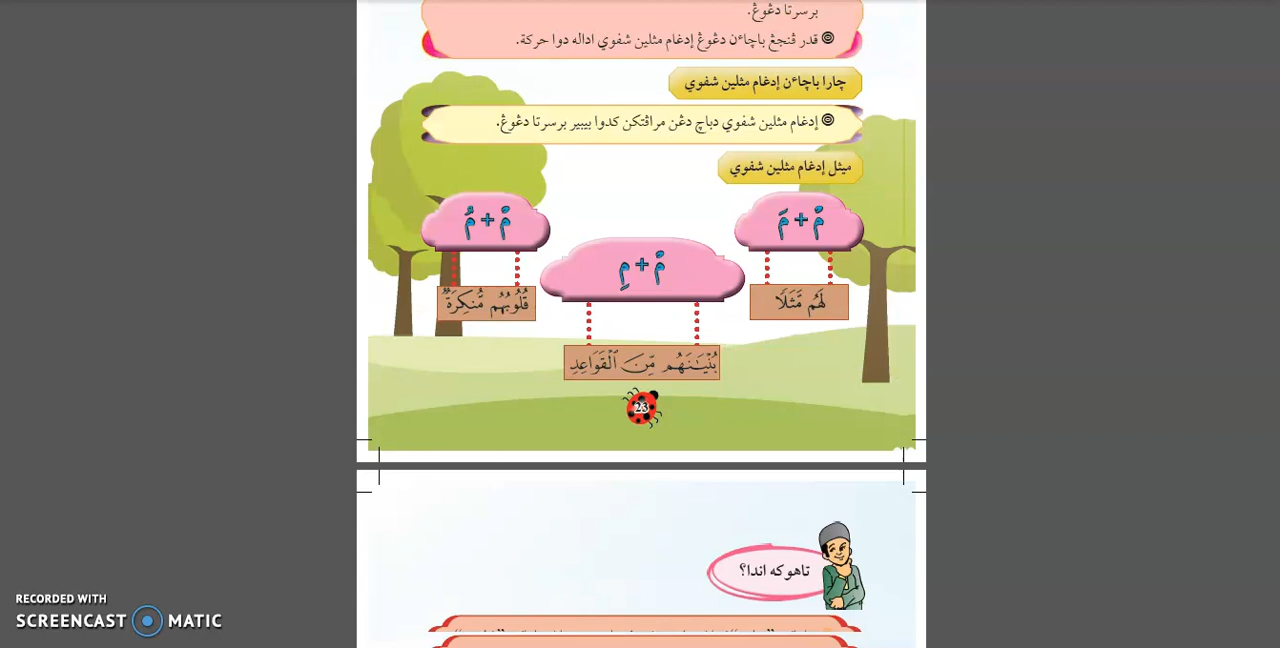 برسرتا دڠوڠ.
قدر ڤنجڠ باچاءن دڠوڠ إدغام مثلين شفوي اداله دوا حركة.
چارا باچاءن إدغام مثلين شفوي
إدغام مثلين شفوي دباچ دڠن مراڤتكن كدوا بيبير برسرتا دڠوڠ.
ميثل إدغام مثلين شفوي
مْ + مَ
مْ + مِ
مْ + مُ
لَهُم مَّثَلًا
بُنْيَـٰنَهُم مِّنَ ٱلْقَوَاعِدِ
قُلُوبُهُم مُّنكِرَةٌ
23
تاهوكه اندا؟
RECORDED WITH
SCREENCAST MATIC